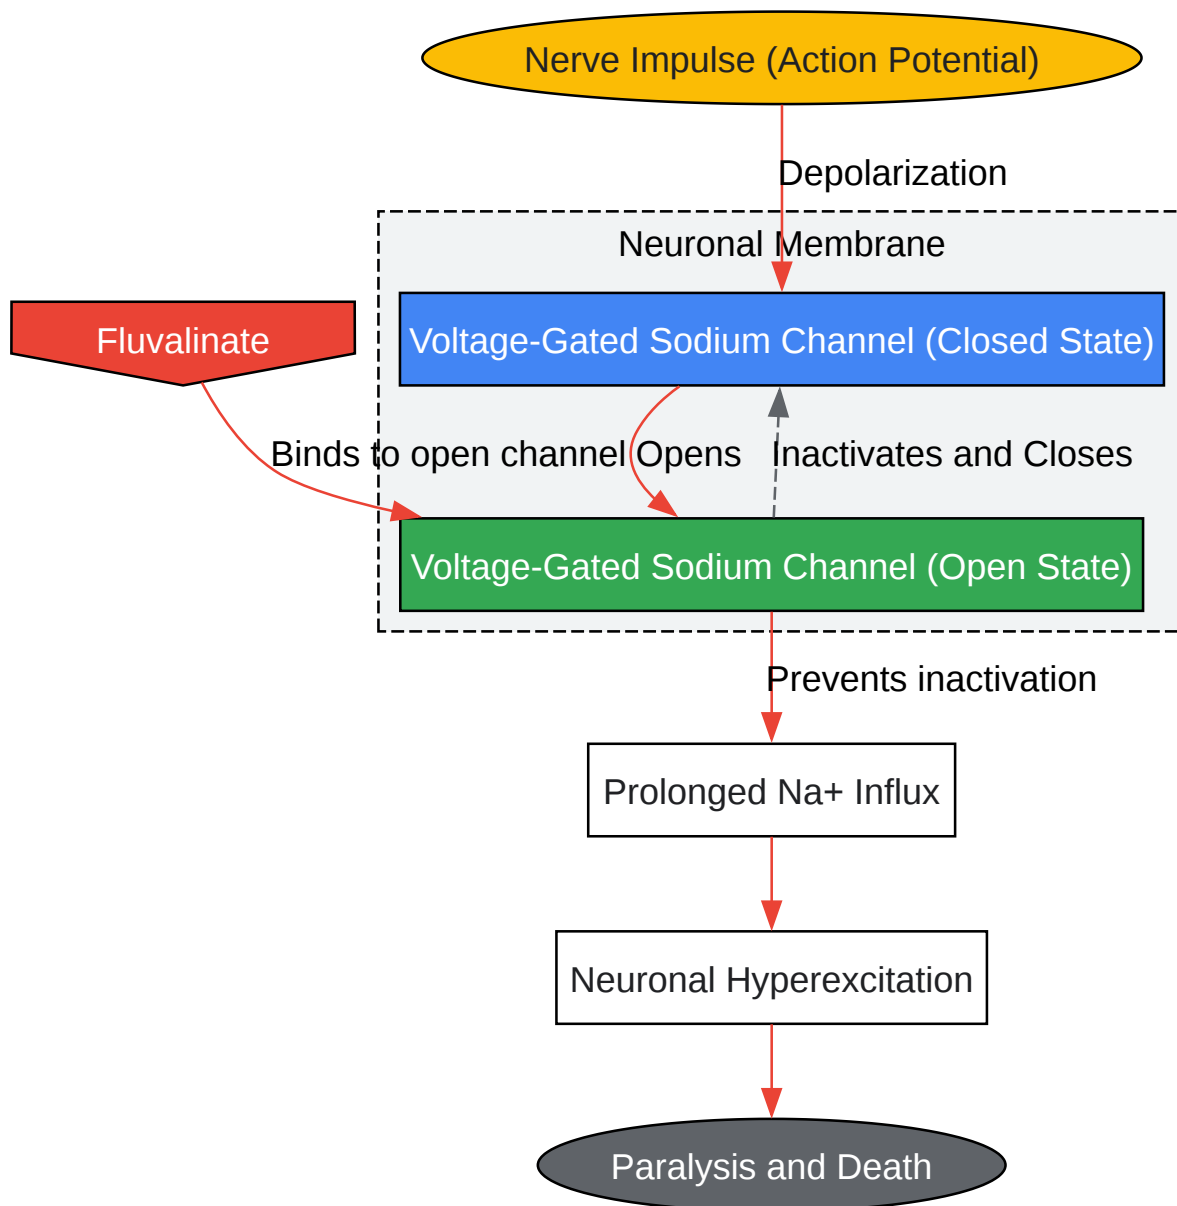 Nerve Impulse (Action Potential)
Depolarization
Neuronal Membrane
Fluvalinate
Voltage-Gated Sodium Channel (Closed State)
Binds to open channel
Opens
Inactivates and Closes
Voltage-Gated Sodium Channel (Open State)
Prevents inactivation
Prolonged Na+ Influx
Neuronal Hyperexcitation
Paralysis and Death